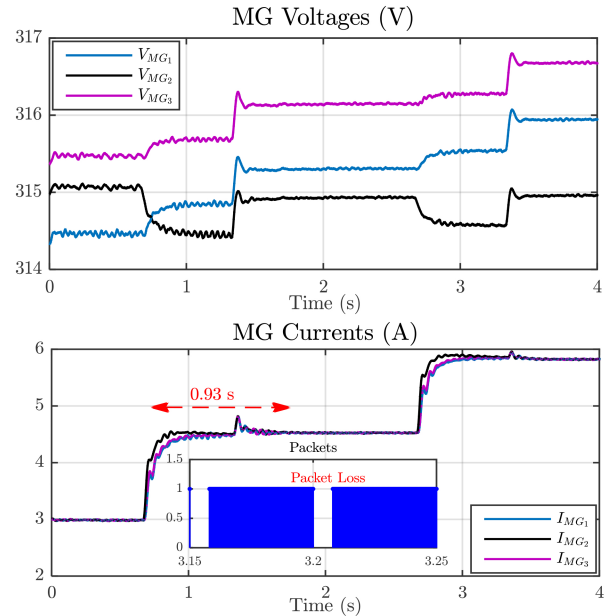 MG Voltages (V)
317
316
315
314
V_{MG_1}
V_{MG_2}
V_{MG_3}
0 1 2 3 4
Time (s)
MG Currents (A)
6
5
4
3
2
0.93 s
Packets
1.5
1
0.5
0
Packet Loss
3.15 3.2 3.25
I_{MG_1}
I_{MG_2}
I_{MG_3}
0 1 2 3 4
Time (s)